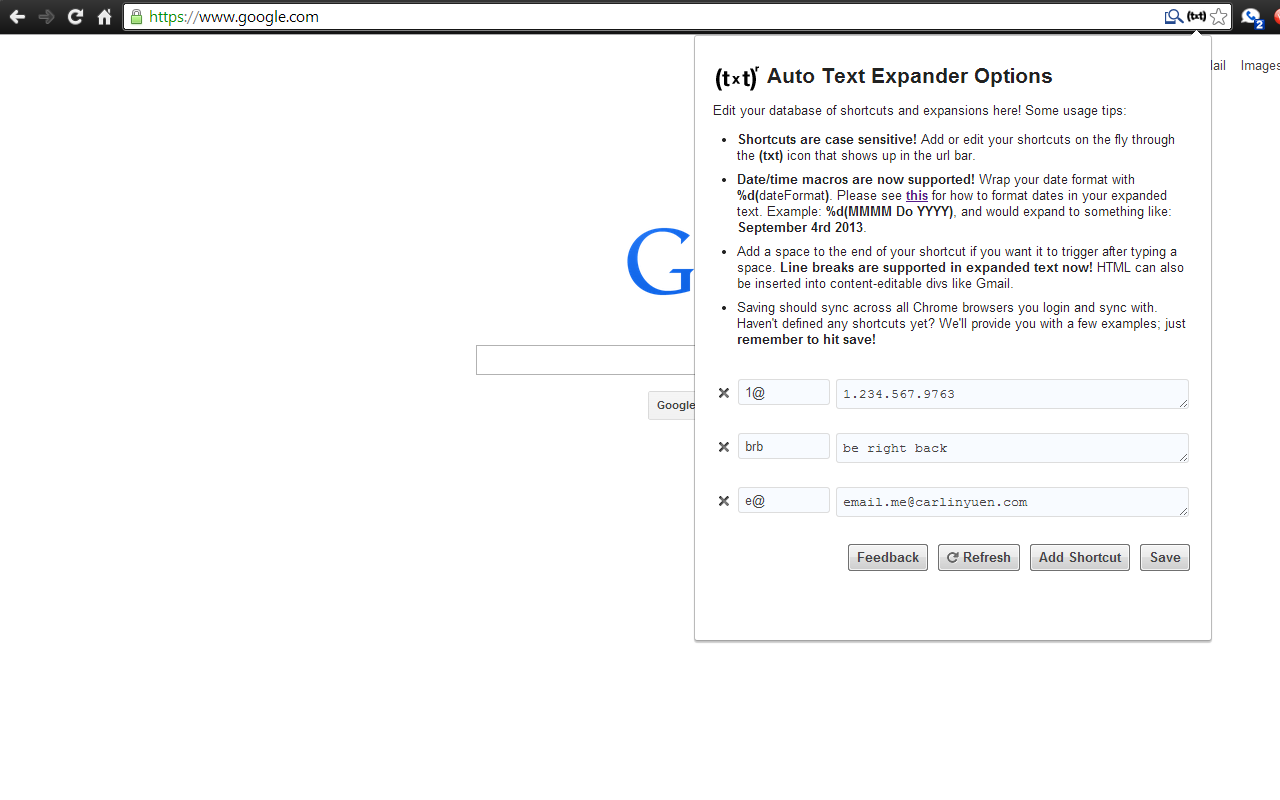 https://www.google.com (txt) 2
(txt)r Auto Text Expander Options
Images
Edit your database of shortcuts and expansions here! Some usage tips:
• Shortcuts are case sensitive! Add or edit your shortcuts on the fly through
the (txt) icon that shows up in the url bar.
• Date/time macros are now supported! Wrap your date format with
%d(dateFormat). Please see this for how to format dates in your expanded
text. Example: %d(MMMM Do YYYY), and would expand to something like:
September 4rd 2013.
• Add a space to the end of your shortcut if you want it to trigger after typing a
space. Line breaks are supported in expanded text now! HTML can also
be inserted into content-editable divs like Gmail.
• Saving should sync across all Chrome browsers you login and sync with.
Haven't defined any shortcuts yet? We'll provide you with a few examples; just
remember to hit save!
G
Google
1@ 1.234.567.9763
brb be right back
e@ email.me@carlinyuen.com
Feedback Refresh Add Shortcut Save